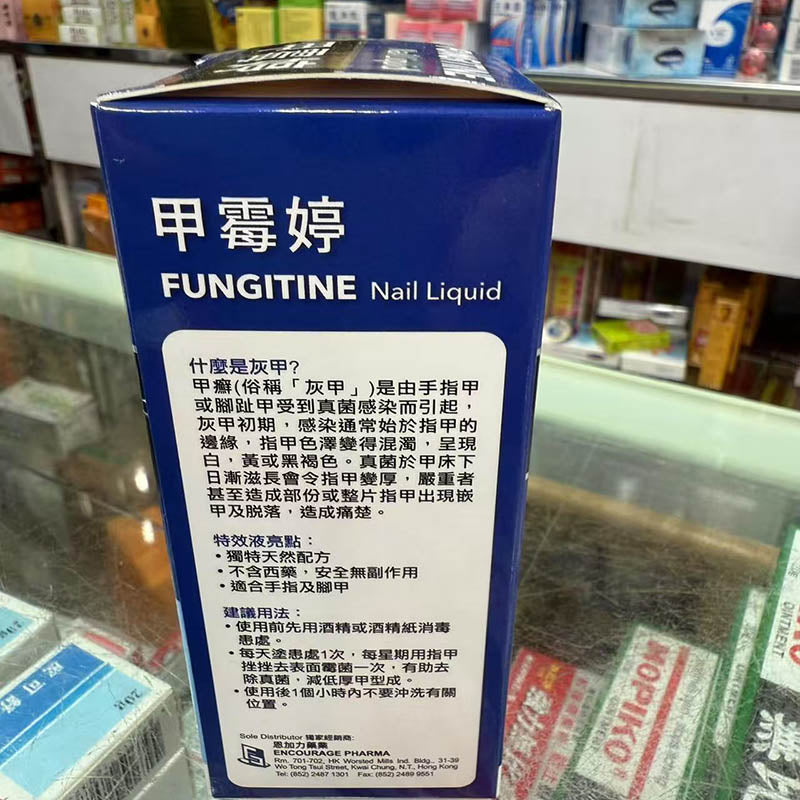 甲霉婷
FUNGITINE Nail Liquid
什麼是灰甲?
甲癬(俗稱「灰甲」)是由手指甲
或腳趾甲受到真菌感染而引起，
灰甲初期，感染通常始於指甲的
邊緣，指甲色澤變得混濁，呈現
白，黃或黑褐色。真菌於甲床下
日漸滋長會令指甲變厚，嚴重者
甚至造成部份或整片指甲出現嵌
甲及脱落，造成痛楚。
特效液亮點：
•獨特天然配方
•不含西藥，安全無副作用
•適合手指及腳甲
建議用法：
•使用前先用酒精或酒精紙消毒
患處。
•每天塗患處1次，每星期用指甲
挫挫去表面霉菌一次，有助去
除真菌，減低厚甲型成。
•使用後1個小時內不要沖洗有關
位置。
Sole Distributor 獨家經銷商:
恩加力藥業
ENCOURAGE PHARMA
Rm. 701-702, HK Worsted Mills Ind. Bldg., 31-39
Wo Tong Tsui Street, Kwai Chung, N.T., Hong Kong
Tel: (852) 2487 1301 Fax: (852) 2489 9551
20g
MOPIKO
OINTMENT